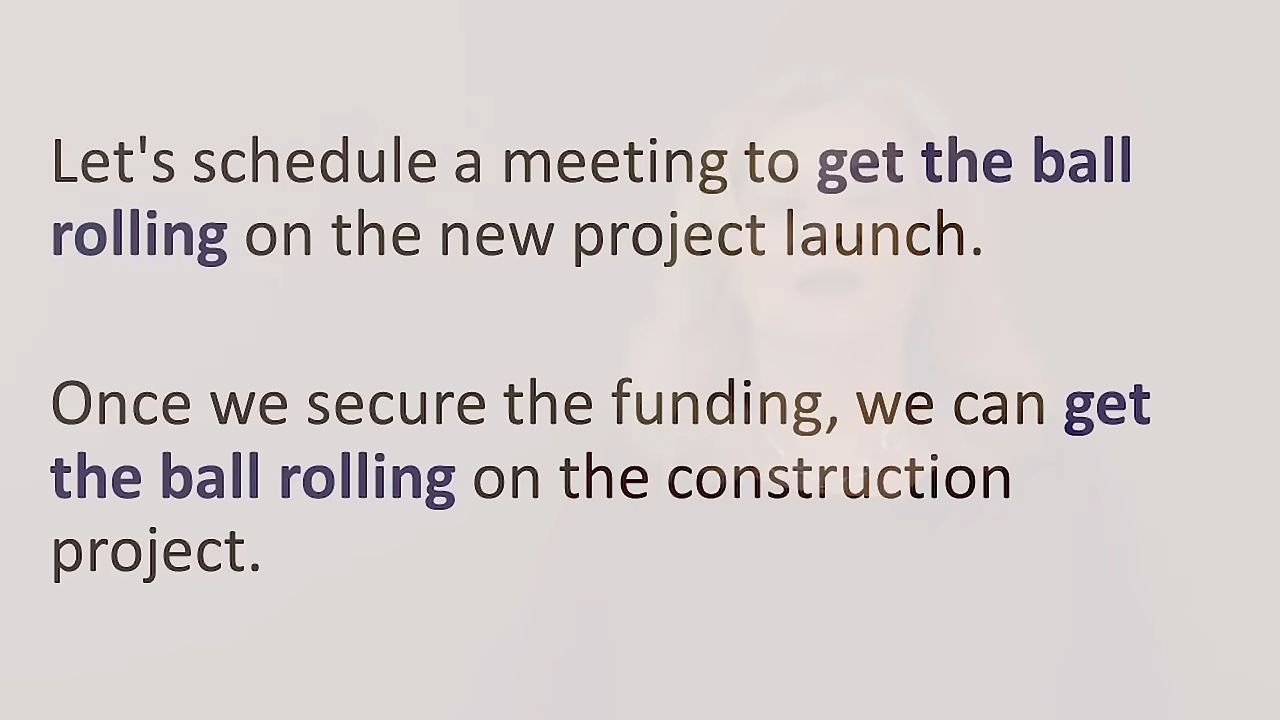 Let's schedule a meeting to get the ball
rolling on the new project launch.
Once we secure the funding, we can get
the ball rolling on the construction
project.